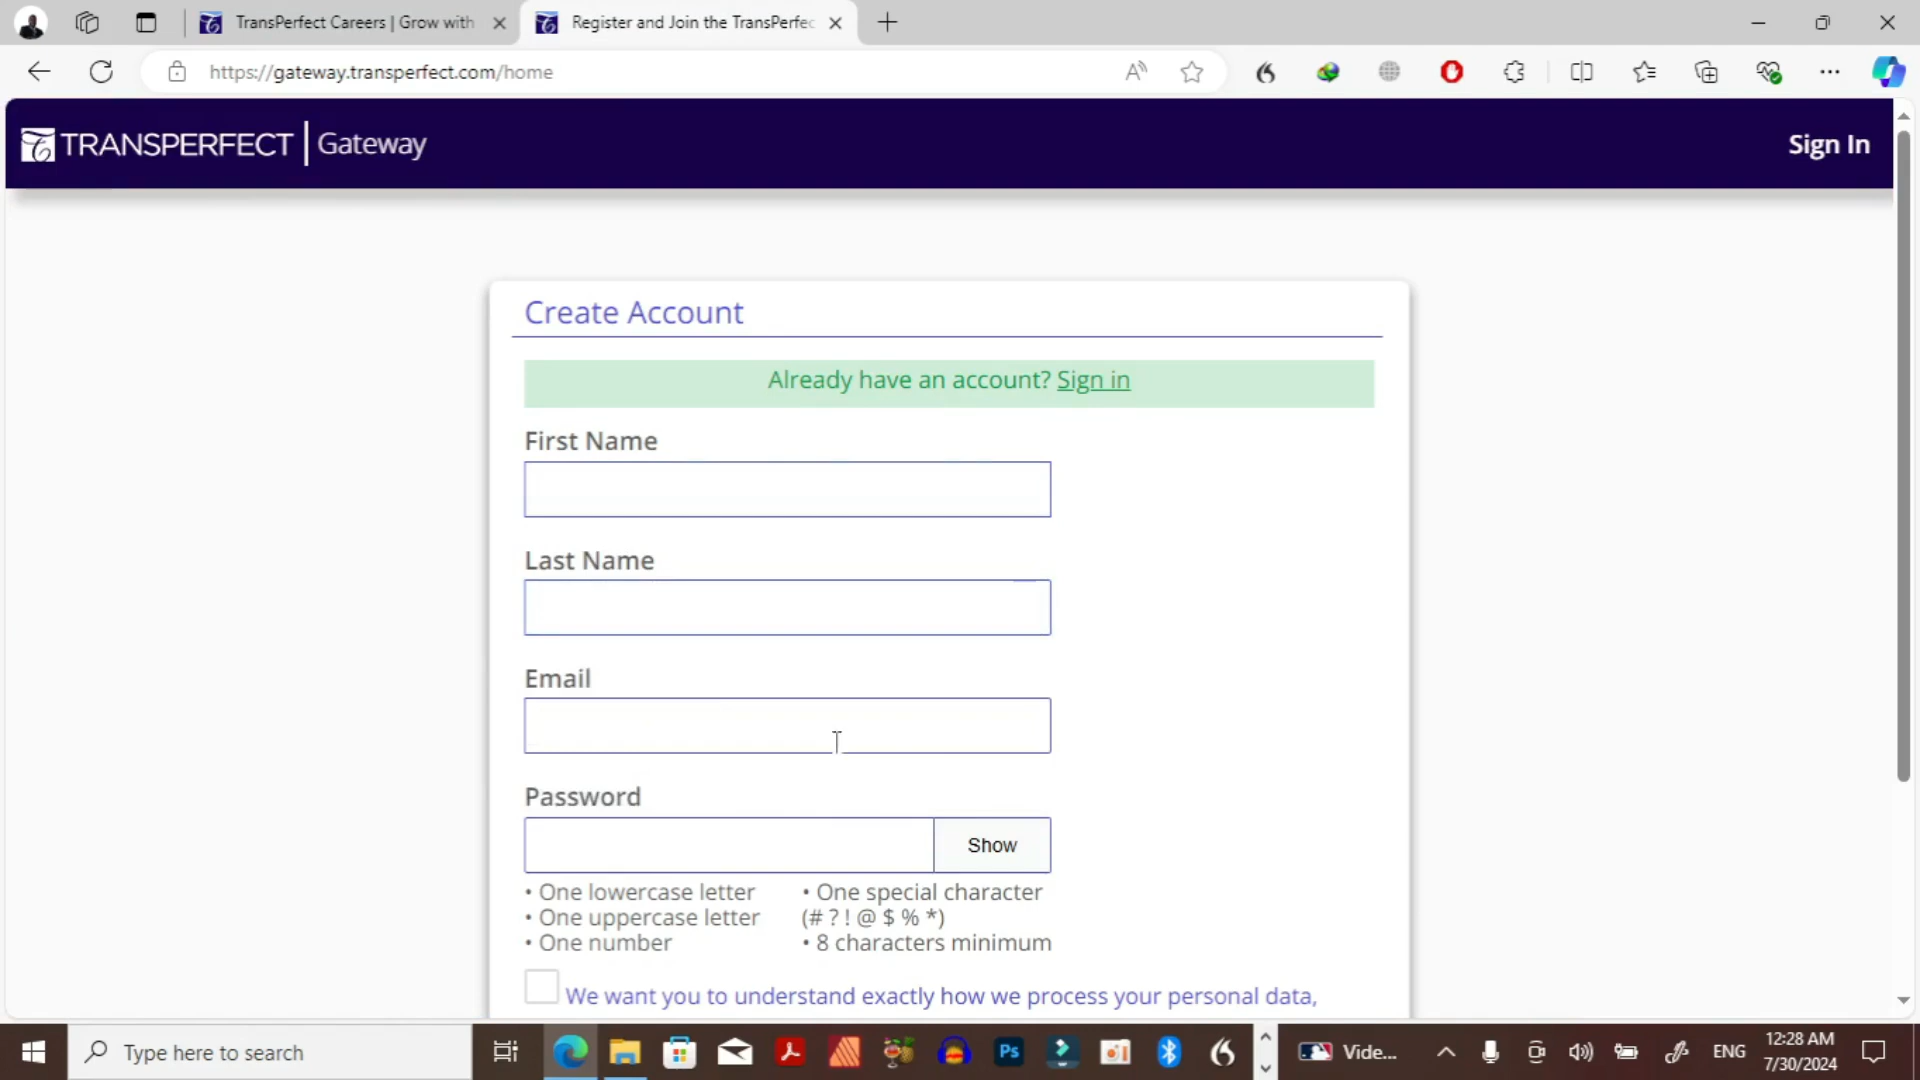 TransPerfect Careers | Grow with
Register and Join the TransPerfec
https://gateway.transperfect.com/home
TRANSPERFECT | Gateway
Sign In
Create Account
Already have an account? Sign in
First Name
Last Name
Email
Password
Show
• One lowercase letter
• One uppercase letter
• One number
• One special character
(# ? ! @ $ % *)
• 8 characters minimum
We want you to understand exactly how we process your personal data,
Type here to search
Ps
Vide...
ENG
12:28 AM
7/30/2024